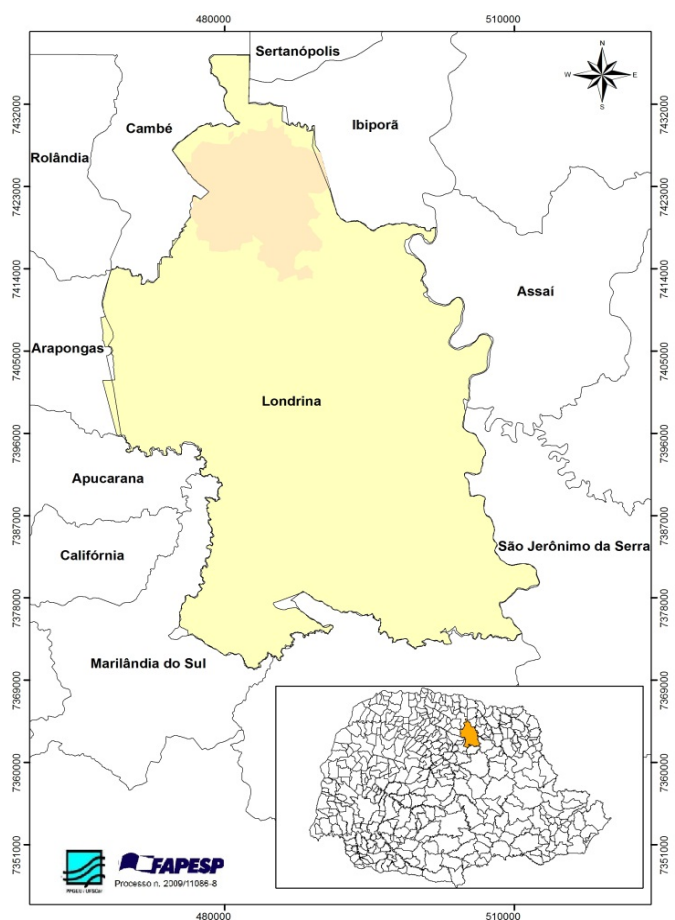 480000
510000
Sertanópolis
N
W
E
S
7432000
7432000
Cambé
Ibiporã
Rolândia
7423000
7423000
7414000
7414000
Assaí
Arapongas
7405000
7405000
Londrina
7396000
7396000
Apucarana
7387000
7387000
São Jerônimo da Serra
Califórnia
7378000
7378000
Marilândia do Sul
7369000
7369000
7360000
7360000
7351000
7351000
FAPESP
Processo n. 2009/11086-8
480000
510000